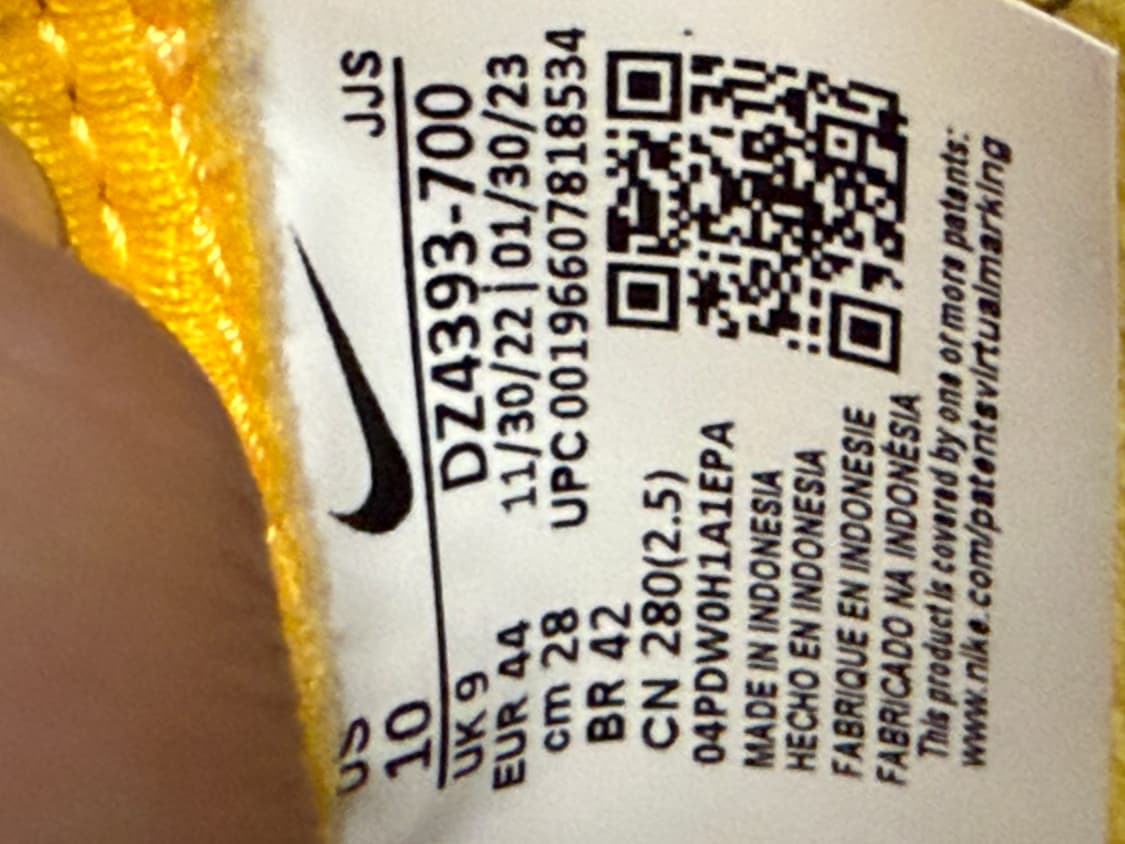 US
10
JJS
UK 9
EUR 44
cm 28
BR 42
CN 280(2.5)
DZ4393-700
11/30/22|01/30/23
UPC 00196607818534
04PDW0H1A1EPA
MADE IN INDONESIA
HECHO EN INDONESIA
FABRIQUE EN INDONESIE
FABRICADO NA INDONÉSIA
This product is covered by one or more patents:
www.nike.com/patentsvirtualmarking